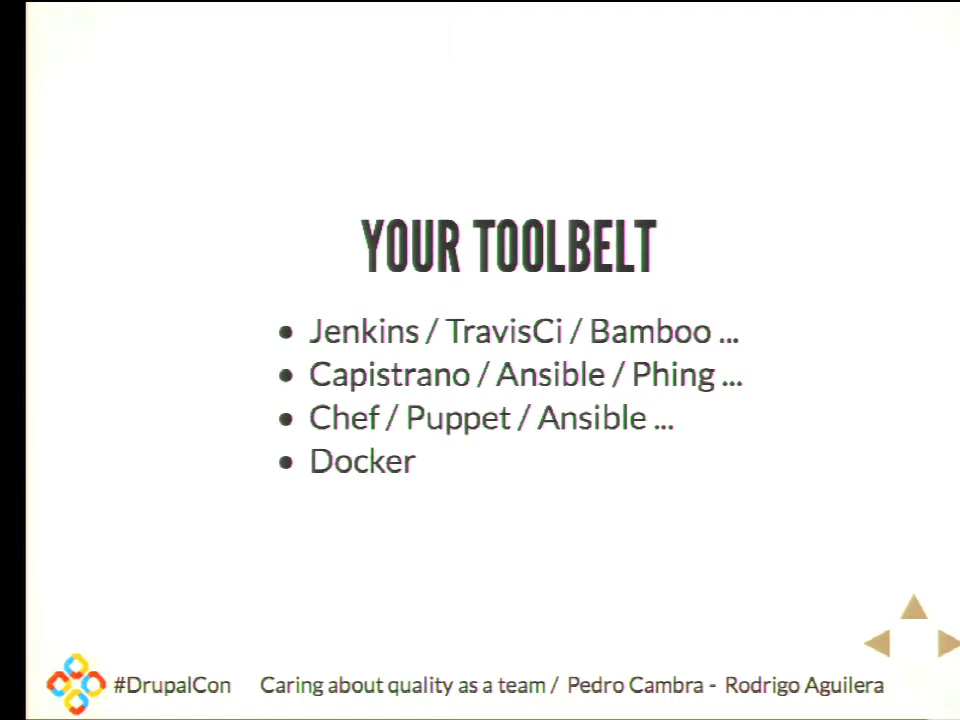 YOUR TOOLBELT
• Jenkins / TravisCi / Bamboo ...
• Capistrano / Ansible / Phing ...
• Chef / Puppet / Ansible ...
• Docker
#DrupalCon Caring about quality as a team / Pedro Cambra - Rodrigo Aguilera